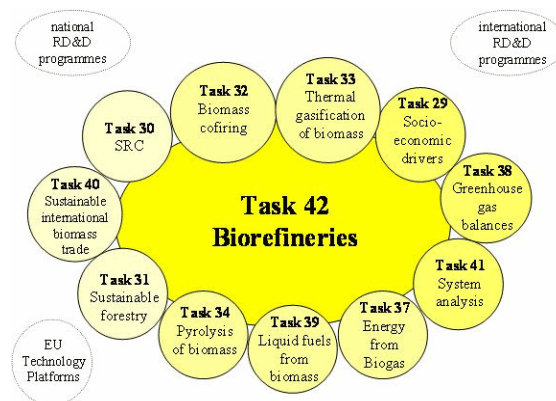 national
RD&D
programmes
international
RD&D
programmes
Task 32
Biomass
cofiring
Task 33
Thermal
gasification
of biomass
Task 29
Socio-
economic
drivers
Task 30
SRC
Task 38
Greenhouse
gas
balances
Task 40
Sustainable
international
biomass
trade
Task 42
Biorefineries
Task 41
System
analysis
Task 31
Sustainable
forestry
Task 34
Pyrolysis
of biomass
Task 39
Liquid fuels
from
biomass
Task 37
Energy
from
Biogas
EU
Technology
Platforms